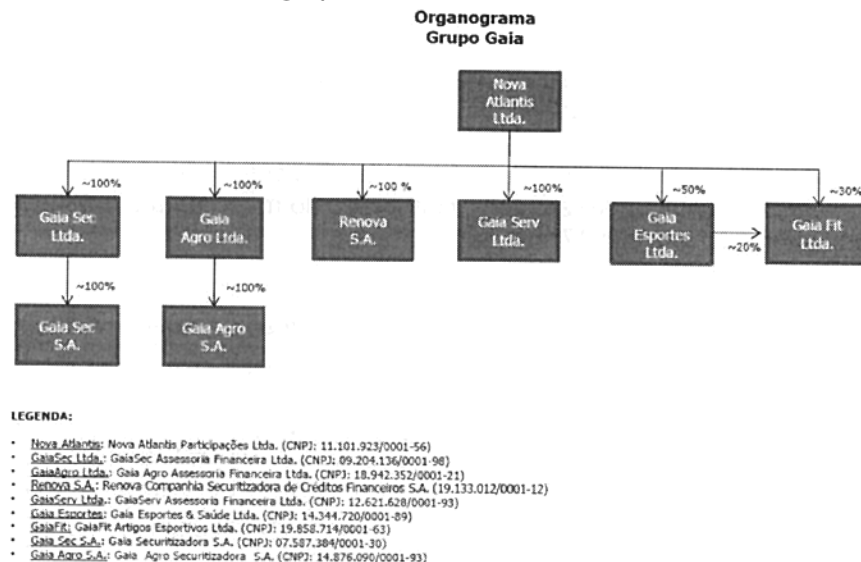 Organograma
Grupo Gaia
Nova
Atlantis
Ltda.
~100%
~100%
~100 %
~100%
~50%
~30%
Gaia Sec
Ltda.
Gaia
Agro Ltda.
Renova
S.A.
Gaia Serv
Ltda.
Gaia
Esportes
Ltda.
~20%
Gaia Fit
Ltda.
~100%
~100%
Gaia Sec
S.A.
Gaia Agro
S.A.
LEGENDA:
• Nova Atlantis: Nova Atlantis Participações Ltda. (CNPJ: 11.101.923/0001-56)
• GaiaSec Ltda.: GaiaSec Assessoria Financeira Ltda. (CNPJ: 09.204.136/0001-98)
• GaiaAgro Ltda.: Gaia Agro Assessoria Financeira Ltda. (CNPJ: 18.942.352/0001-21)
• Renova S.A.: Renova Companhia Securitizadora de Créditos Financeiros S.A. (19.133.012/0001-12)
• GaiaServ Ltda.: GaiaServ Assessoria Financeira Ltda. (CNPJ: 12.621.628/0001-93)
• Gaia Esportes: Gaia Esportes & Saúde Ltda. (CNPJ: 14.344.720/0001-89)
• GaiaFit: GaiaFit Artigos Esportivos Ltda. (CNPJ: 19.858.714/0001-63)
• Gaia Sec S.A.: Gaia Securitizadora S.A. (CNPJ: 07.587.384/0001-30)
• Gaia Agro S.A.: Gaia Agro Securitizadora S.A. (CNPJ: 14.876.090/0001-93)